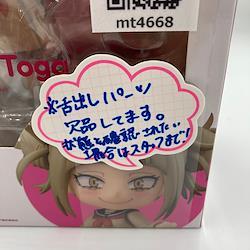 mt4668
Toga
※舌出しパーツ
欠品してます。
状態を確認されたい
場合はスタッフまで!